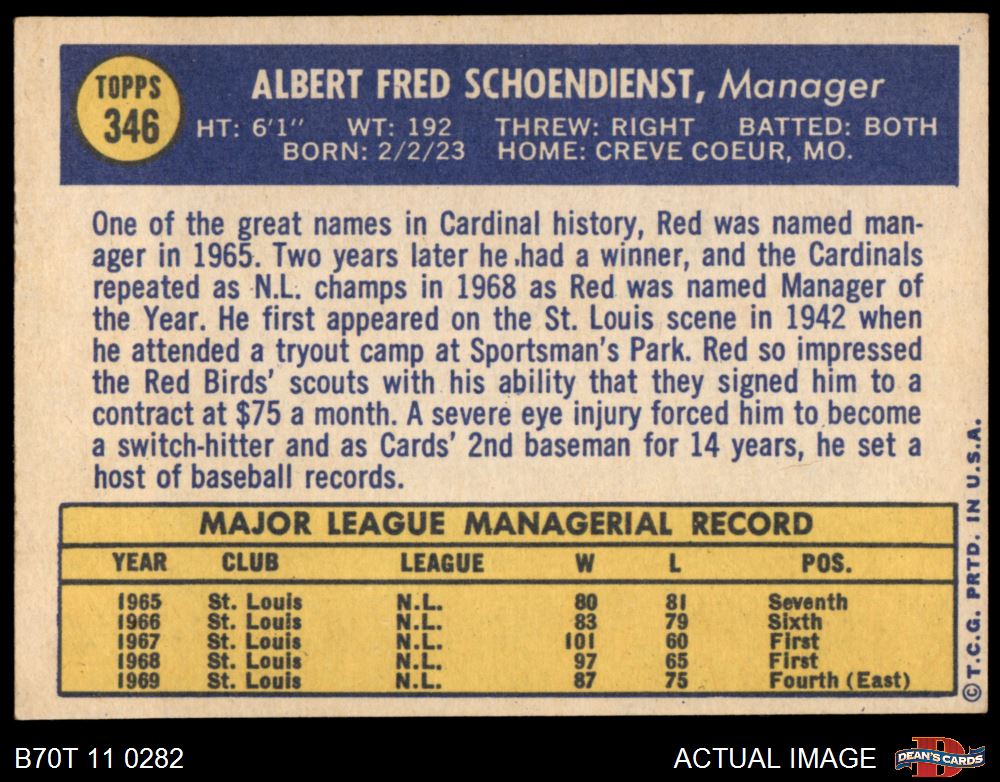 TOPPS
346
ALBERT FRED SCHOENDIENST, Manager
HT: 6'1" WT: 192 THREW: RIGHT BATTED: BOTH
BORN: 2/2/23 HOME: CREVE COEUR, MO.
One of the great names in Cardinal history, Red was named man-
ager in 1965. Two years later he had a winner, and the Cardinals
repeated as N.L. champs in 1968 as Red was named Manager of
the Year. He first appeared on the St. Louis scene in 1942 when
he attended a tryout camp at Sportsman's Park. Red so impressed
the Red Birds' scouts with his ability that they signed him to a
contract at $75 a month. A severe eye injury forced him to become
a switch-hitter and as Cards' 2nd baseman for 14 years, he set a
host of baseball records.
MAJOR LEAGUE MANAGERIAL RECORD
YEAR CLUB LEAGUE W L POS.
1965 St. Louis N.L. 80 81 Seventh
1966 St. Louis N.L. 83 79 Sixth
1967 St. Louis N.L. 101 60 First
1968 St. Louis N.L. 97 65 First
1969 St. Louis N.L. 87 75 Fourth (East)
© T.C.G. PRTD. IN U.S.A.
B70T 11 0282
ACTUAL IMAGE
DEAN'S CARDS